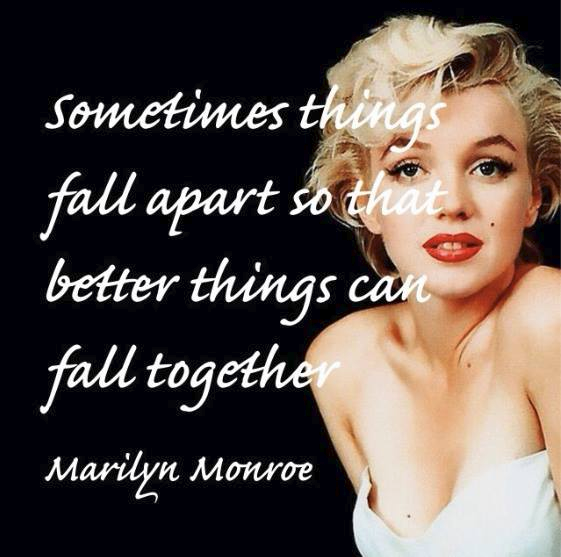 Sometimes things
fall apart so that
better things can
fall together
Marilyn Monroe